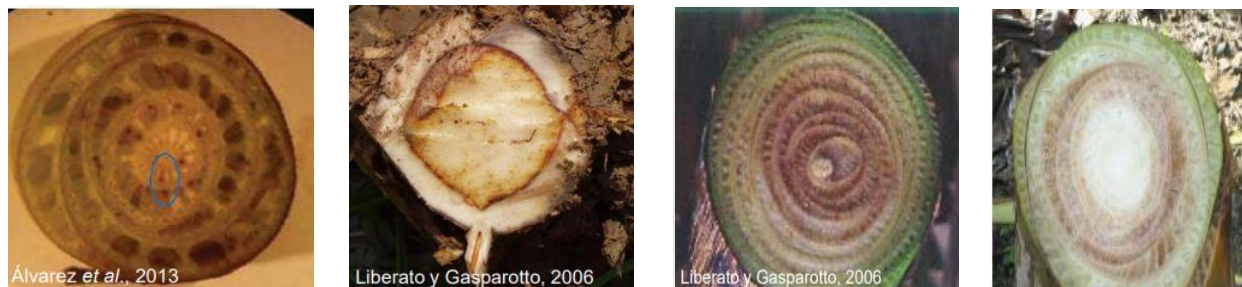 Álvarez et al., 2013
Liberato y Gasparotto, 2006
Liberato y Gasparotto, 2006